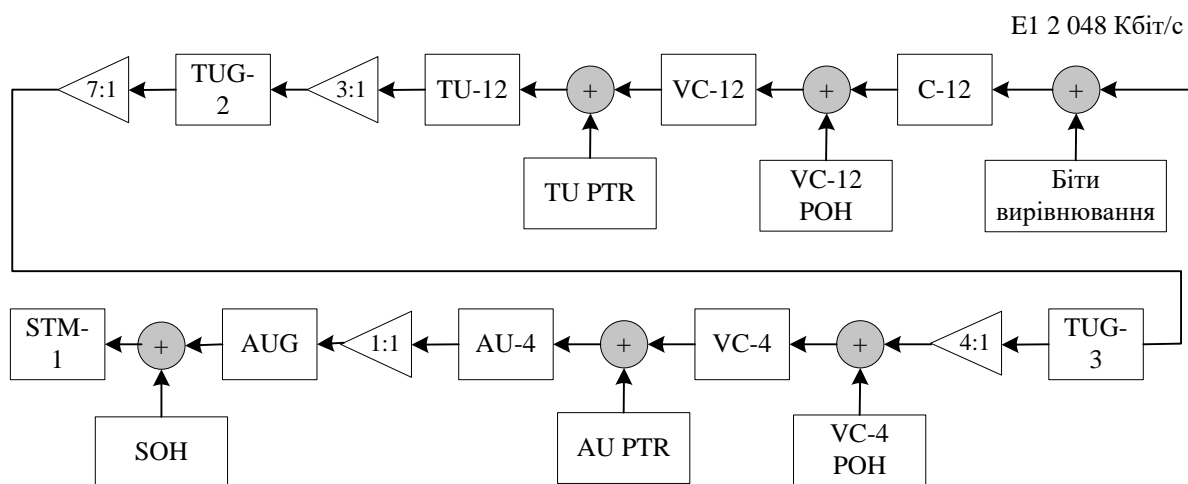 E1 2 048 Кбіт/с
7:1
TUG-
2
3:1
TU-12
+
VC-12
+
C-12
+
TU PTR
VC-12
POH
Біти
вирівнювання
STM-
1
+
AUG
1:1
AU-4
+
VC-4
+
4:1
TUG-
3
SOH
AU PTR
VC-4
POH